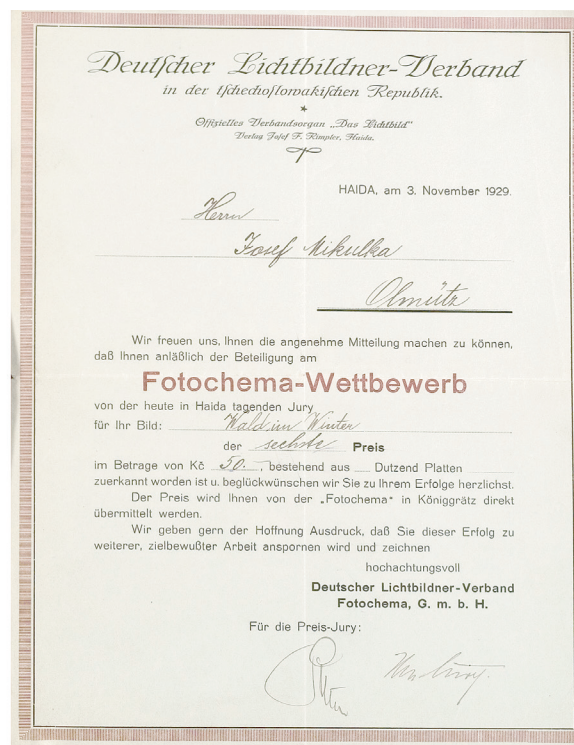 Deutscher Lichtbildner-Verband
in der tschechoslowakischen Republik.
Offizielles Verbandsorgan „Das Lichtbild"
Verlag Josef F. Rimpler, Haida.
HAIDA, am 3. November 1929.
Herrn
Josef Mikulka
Olmütz
Wir freuen uns, Ihnen die angenehme Mitteilung machen zu können,
daß Ihnen anläßlich der Beteiligung am
Fotochema-Wettbewerb
von der heute in Haida tagenden Jury
für Ihr Bild: Wald im Winter
der sechste Preis
im Betrage von Kč 50.-, bestehend aus Dutzend Platten
zuerkannt worden ist u. beglückwünschen wir Sie zu Ihrem Erfolge herzlichst.
Der Preis wird Ihnen von der „Fotochema" in Königgrätz direkt
übermittelt werden.
Wir geben gern der Hoffnung Ausdruck, daß Sie dieser Erfolg zu
weiterer, zielbewußter Arbeit anspornen wird und zeichnen
hochachtungsvoll
Deutscher Lichtbildner-Verband
Fotochema, G. m. b. H.
Für die Preis-Jury: